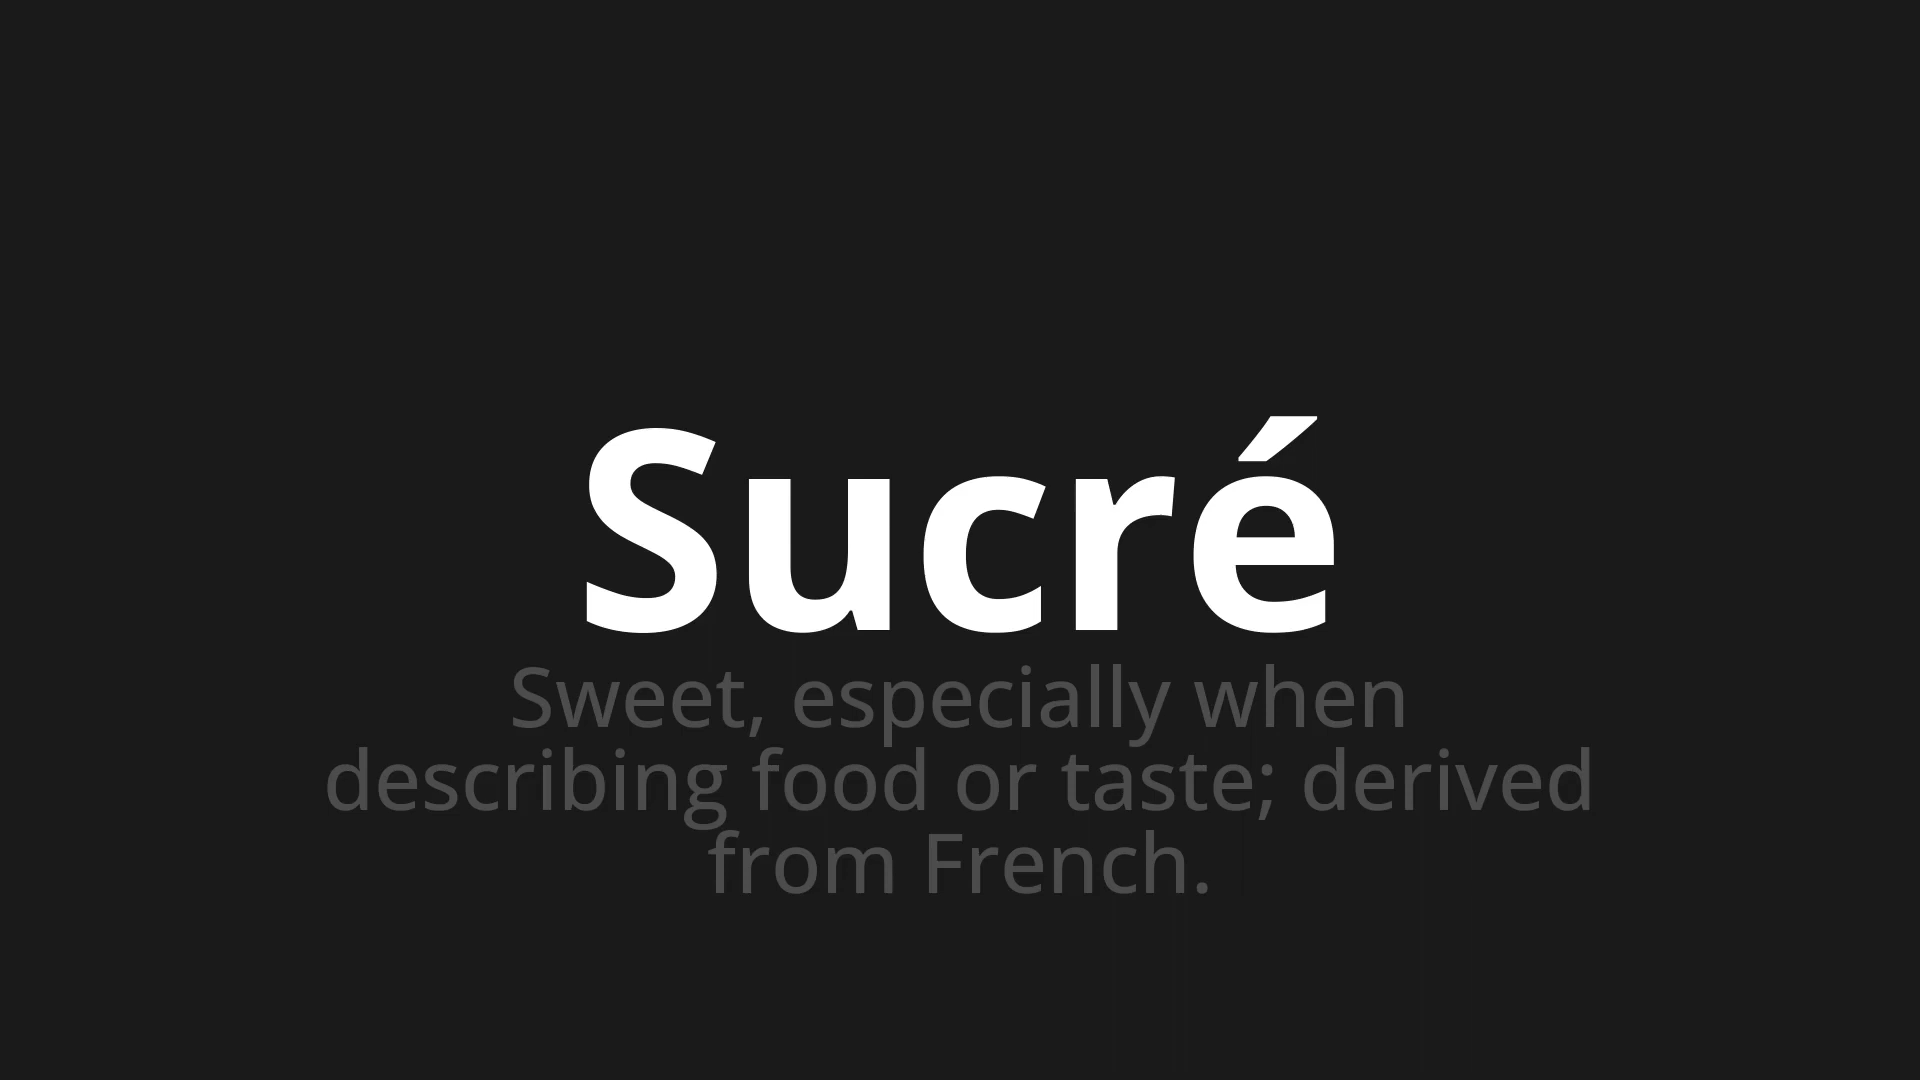 Sucré
Sweet, especially when
describing food or taste; derived
from French.